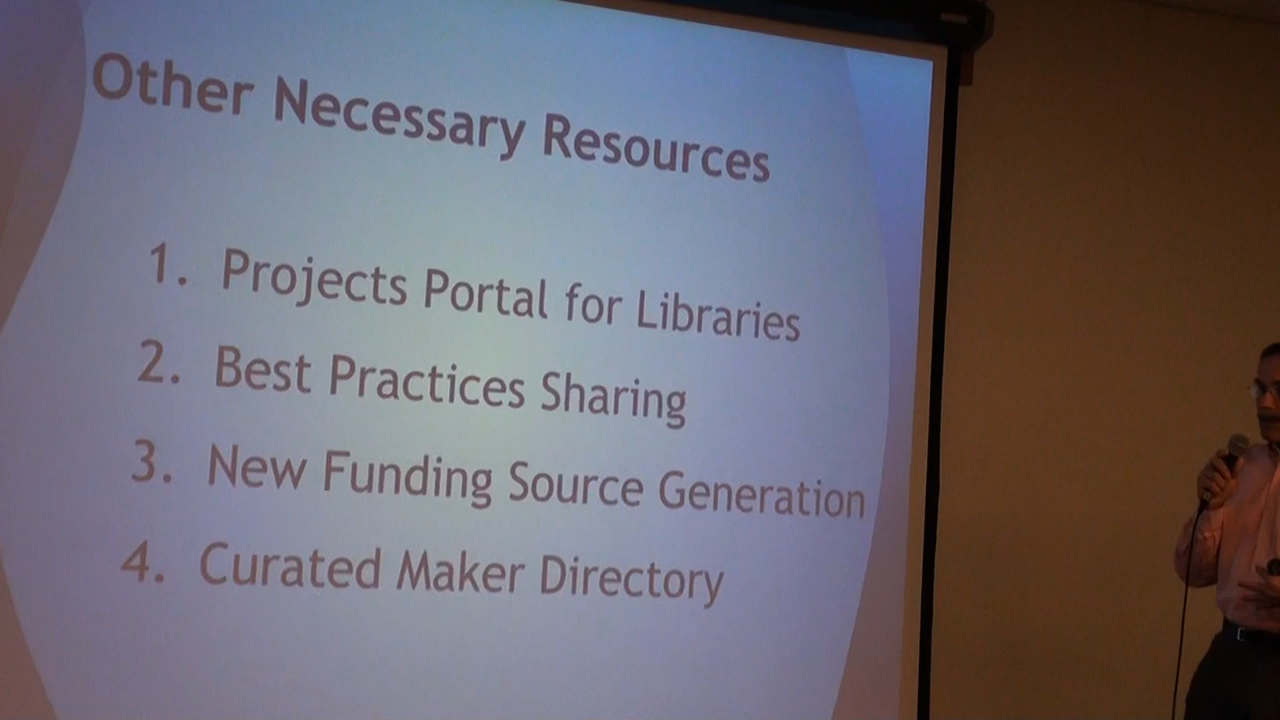 Other Necessary Resources
1. Projects Portal for Libraries
2. Best Practices Sharing
3. New Funding Source Generation
4. Curated Maker Directory